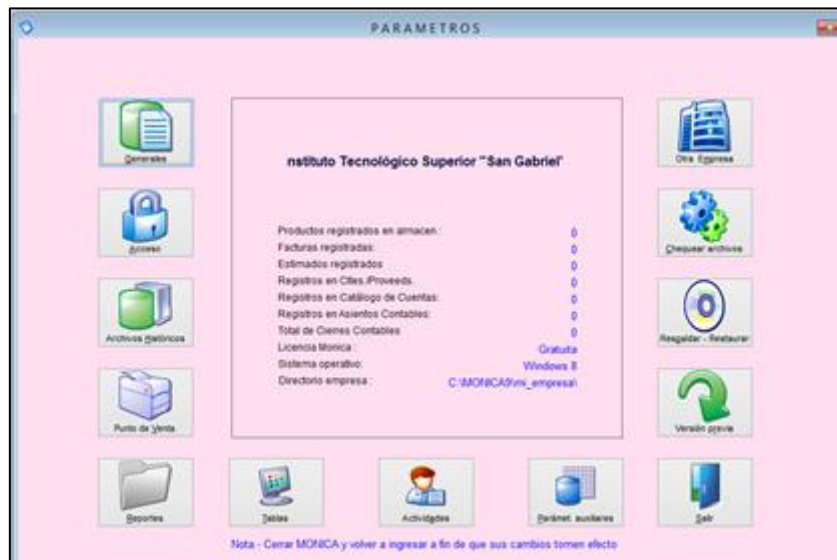 PARAMETROS
Generales
nstituto Tecnológico Superior "San Gabriel'
Otra Empresa
Acceso
Productos registrados en almacen : 0
Facturas registradas: 0
Estimados registrados 0
Registros en Cltes./Proveeds. 0
Registros en Catálogo de Cuentas: 0
Registros en Asientos Contables: 0
Total de Cierres Contables 0
Licencia Monica : Gratuita
Sistema operativo: Windows 8
Directorio empresa : C:\MONICA9\mi_empresa\
Chequear archivos
Archivos Históricos
Resgaldar - Restaurar
Punto de Venta
Versión previa
Reportes
Tablas
Actividades
Parámet. auxiliares
Salir
Nota - Cerrar MONICA y volver a ingresar a fin de que sus cambios tomen efecto